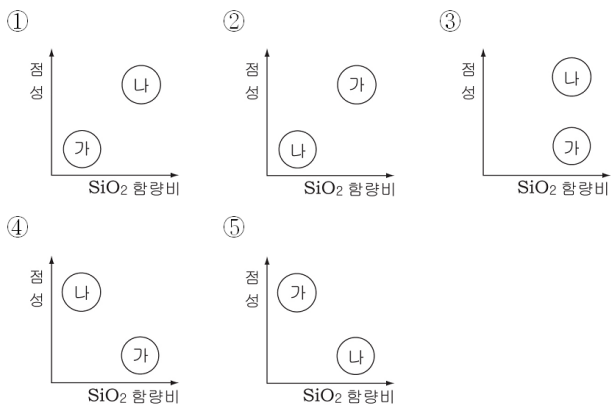 ① ② ③
점성 나 가 SiO₂ 함량비
점성 가 나 SiO₂ 함량비
점성 나 가 SiO₂ 함량비
④ ⑤
점성 나 가 SiO₂ 함량비
점성 가 나 SiO₂ 함량비